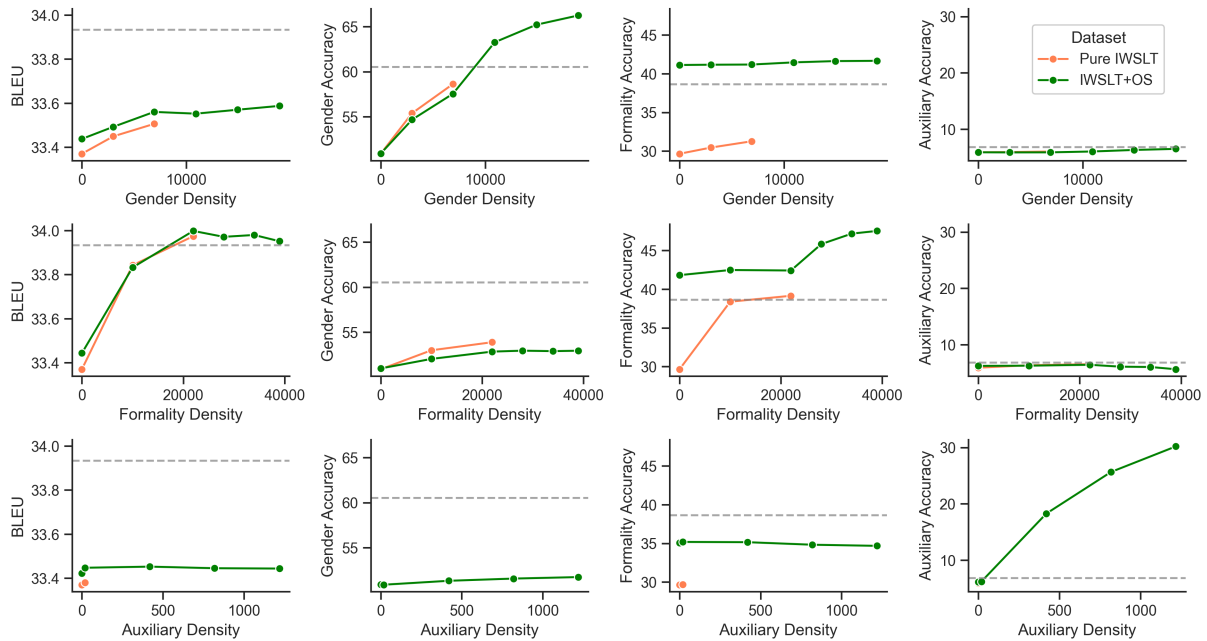 34.0
33.8
33.6
33.4
BLEU
0
10000
Gender Density
65
60
55
Gender Accuracy
0
10000
Gender Density
45
40
35
30
Formality Accuracy
0
10000
Gender Density
30
20
10
Auxiliary Accuracy
0
10000
Gender Density
Dataset
Pure IWSLT
IWSLT+OS
34.0
33.8
33.6
33.4
BLEU
0
20000
40000
Formality Density
65
60
55
Gender Accuracy
0
20000
40000
Formality Density
45
40
35
30
Formality Accuracy
0
20000
40000
Formality Density
30
20
10
Auxiliary Accuracy
0
20000
40000
Formality Density
34.0
33.8
33.6
33.4
BLEU
0
500
1000
Auxiliary Density
65
60
55
Gender Accuracy
0
500
1000
Auxiliary Density
45
40
35
30
Formality Accuracy
0
500
1000
Auxiliary Density
30
20
10
Auxiliary Accuracy
0
500
1000
Auxiliary Density